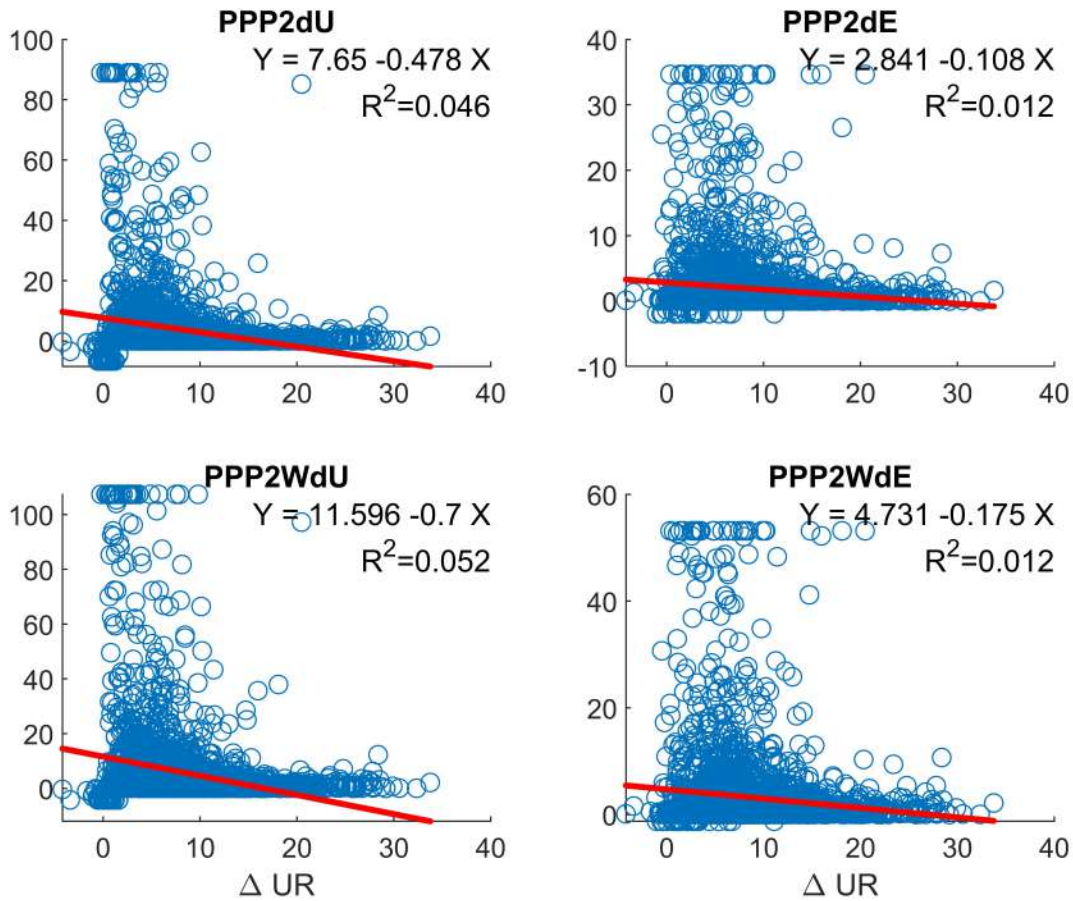 PPP2dU
Y = 7.65 -0.478 X
R²=0.046
100
80
60
40
20
0
0 10 20 30 40
PPP2dE
Y = 2.841 -0.108 X
R²=0.012
40
30
20
10
0
-10
0 10 20 30 40
PPP2WdU
Y = 11.596 -0.7 X
R²=0.052
100
80
60
40
20
0
0 10 20 30 40
Δ UR
PPP2WdE
Y = 4.731 -0.175 X
R²=0.012
60
40
20
0
0 10 20 30 40
Δ UR